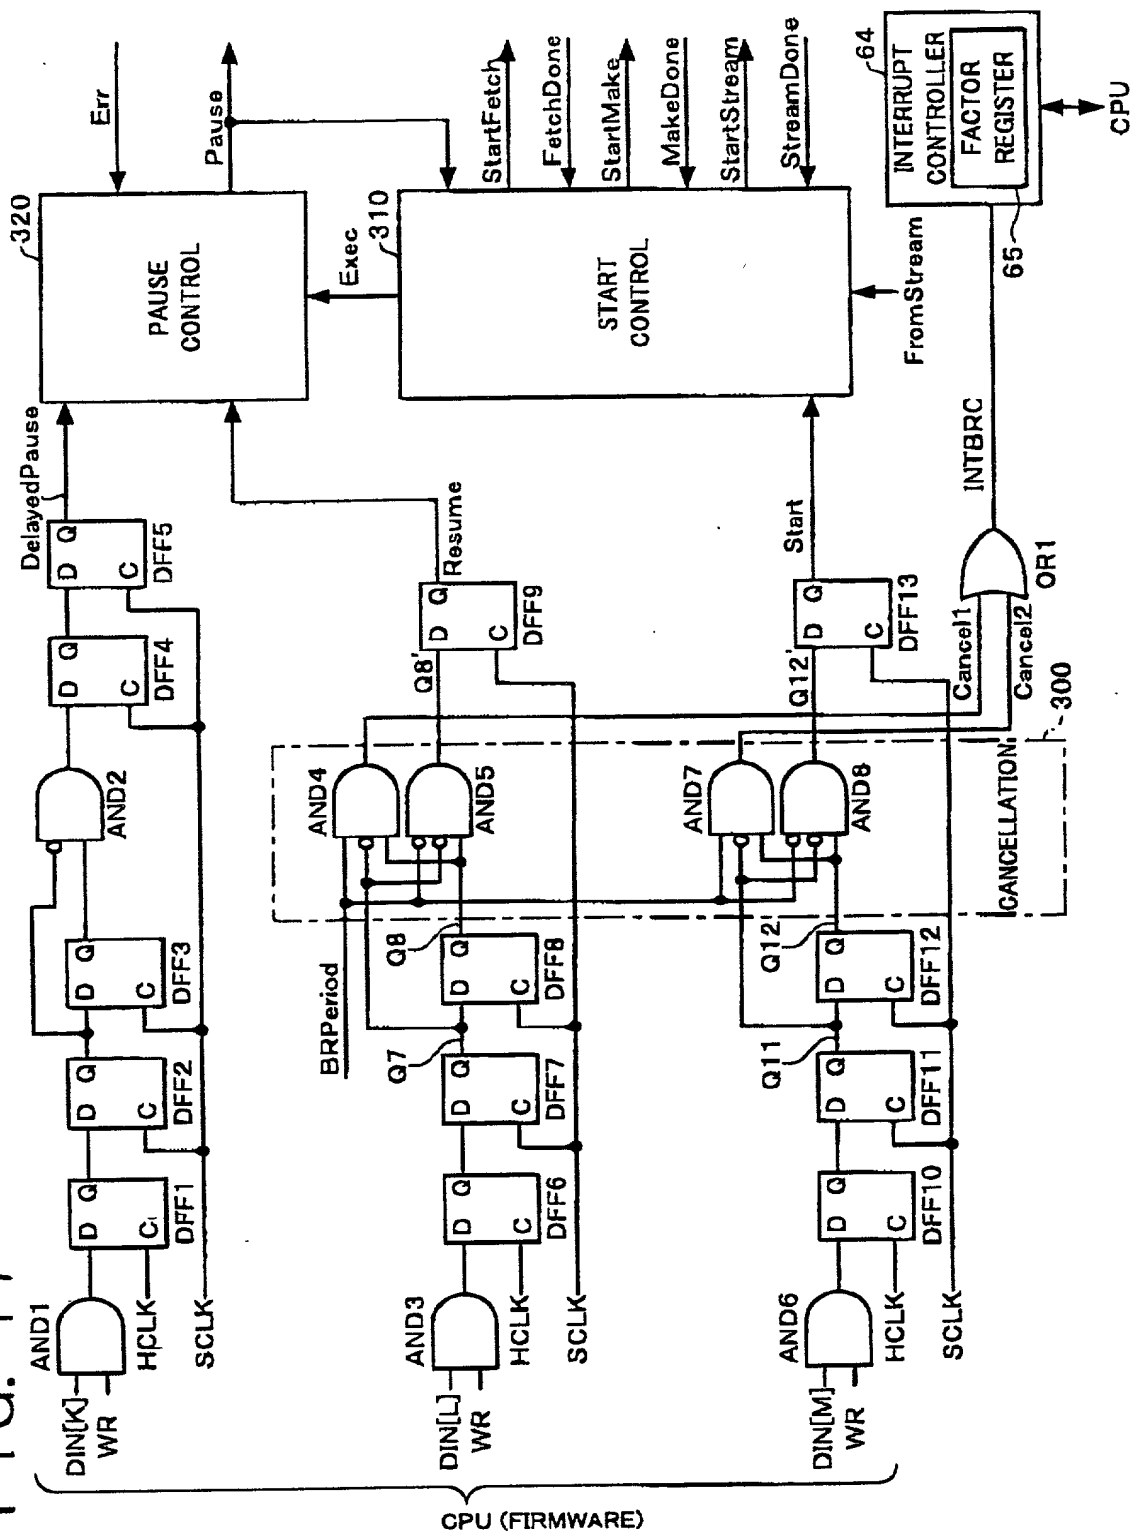 FIG. 17
CPU (FIRMWARE)
DIN[K]
WR
AND1
HCLK
SCLK
D Q
C
DFF1
D Q
C
DFF2
D Q
C
DFF3
AND2
D Q
C
DFF4
D Q
C
DFF5
DelayedPause
320
PAUSE
CONTROL
Err
Pause
DIN[L]
WR
AND3
HCLK
SCLK
D Q
C
DFF6
Q7
D Q
C
DFF7
BRPeriod
Q8
D Q
C
DFF8
AND4
AND5
Q8'
D Q
C
DFF9
Resume
Exec
310
START
CONTROL
StartFetch
FetchDone
StartMake
MakeDone
StartStream
StreamDone
DIN[M]
WR
AND6
HCLK
SCLK
D Q
C
DFF10
Q11
D Q
C
DFF11
Q12
D Q
C
DFF12
AND7
AND8
CANCELLATION
300
Q12'
D Q
C
DFF13
Start
FromStream
Cancel1
Cancel2
OR1
INTBRC
64
INTERRUPT
CONTROLLER
FACTOR
REGISTER
65
CPU